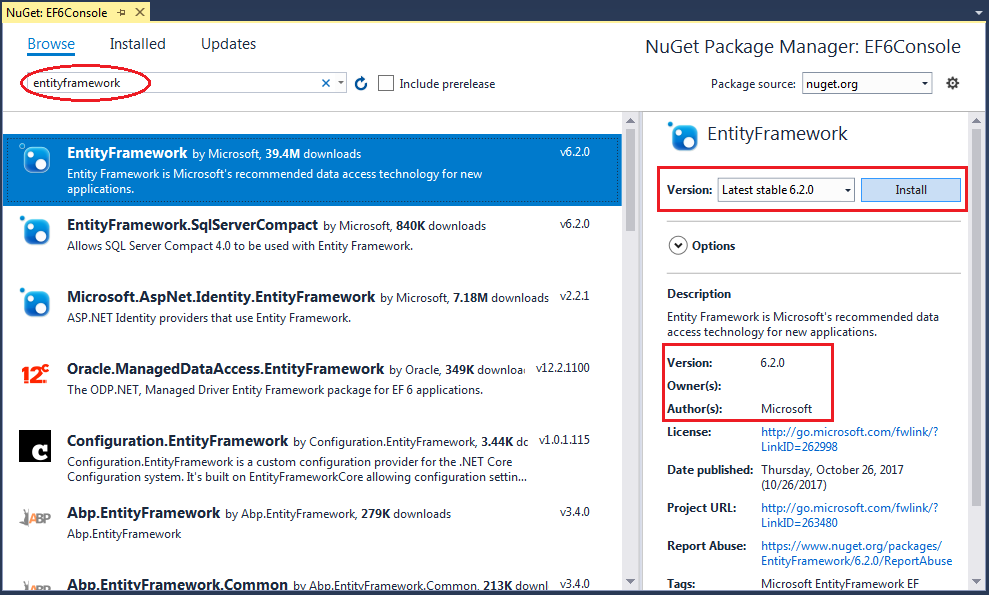 NuGet: EF6Console
Browse Installed Updates
NuGet Package Manager: EF6Console
entityframework
Include prerelease
Package source: nuget.org
EntityFramework by Microsoft, 39.4M downloads v6.2.0
Entity Framework is Microsoft's recommended data access technology for new
applications.
EntityFramework.SqlServerCompact by Microsoft, 840K downloads v6.2.0
Allows SQL Server Compact 4.0 to be used with Entity Framework.
Microsoft.AspNet.Identity.EntityFramework by Microsoft, 7.18M downloads v2.2.1
ASP.NET Identity providers that use Entity Framework.
12c
Oracle.ManagedDataAccess.EntityFramework by Oracle, 349K downloa v12.2.1100
The ODP.NET, Managed Driver Entity Framework package for EF 6 applications.
c
Configuration.EntityFramework by Configuration.EntityFramework, 3.44K dc v1.0.1.115
Configuration.EntityFramework is a custom configuration provider for the .NET Core
Configuration system. It's built on EntityFrameworkCore allowing configuration settin...
ABP
Abp.EntityFramework by Abp.EntityFramework, 279K downloads v3.4.0
Abp.EntityFramework
Abp.EntityFramework.Common by Abp.EntityFramework.Common, 213K downl v3.4.0
EntityFramework
Version: Latest stable 6.2.0 Install
Options
Description
Entity Framework is Microsoft's recommended data
access technology for new applications.
Version: 6.2.0
Owner(s):
Author(s): Microsoft
License: http://go.microsoft.com/fwlink/?
LinkID=262998
Date published: Thursday, October 26, 2017
(10/26/2017)
Project URL: http://go.microsoft.com/fwlink/?
LinkID=263480
Report Abuse: https://www.nuget.org/packages/
EntityFramework/6.2.0/ReportAbuse
Tags: Microsoft EntityFramework EF